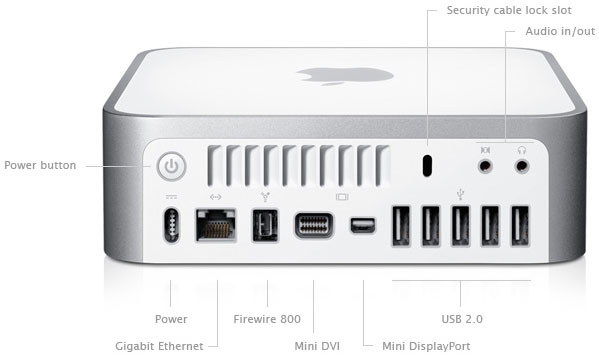 Security cable lock slot
Audio in/out
Power button
Power
Firewire 800
USB 2.0
Gigabit Ethernet
Mini DVI
Mini DisplayPort